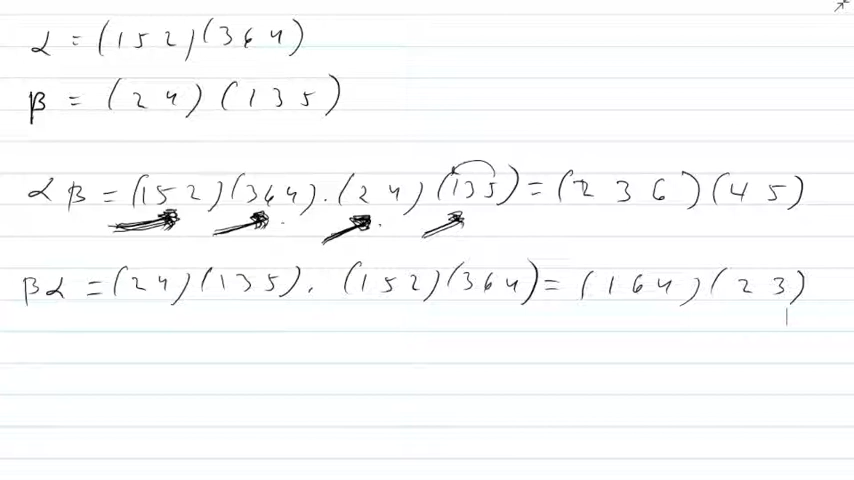 α = (1 5 2)(3 6 4)
β = (2 4)(1 3 5)
αβ = (1 5 2)(3 6 4).(2 4)(1 3 5) = (2 3 6)(4 5)
βα = (2 4)(1 3 5).(1 5 2)(3 6 4) = (1 6 4)(2 3)